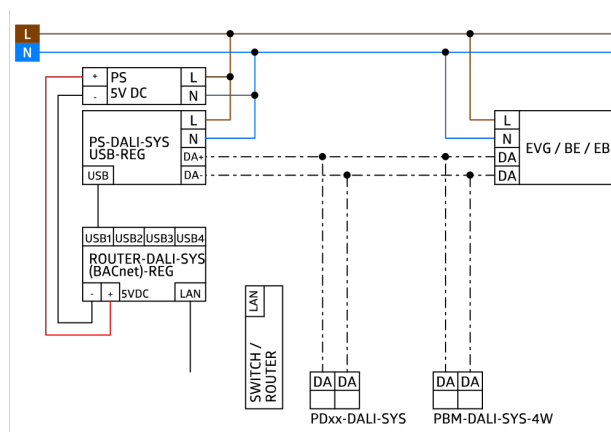 L
N
+ PS L
- 5V DC N
PS-DALI-SYS L
USB-REG N
DA+
USB DA-
L
N EVG / BE / EB
DA
DA
USB1 USB2 USB3 USB4
ROUTER-DALI-SYS
(BACnet)-REG
- + 5VDC LAN
LAN
SWITCH /
ROUTER
DA DA
PDxx-DALI-SYS
DA DA
PBM-DALI-SYS-4W